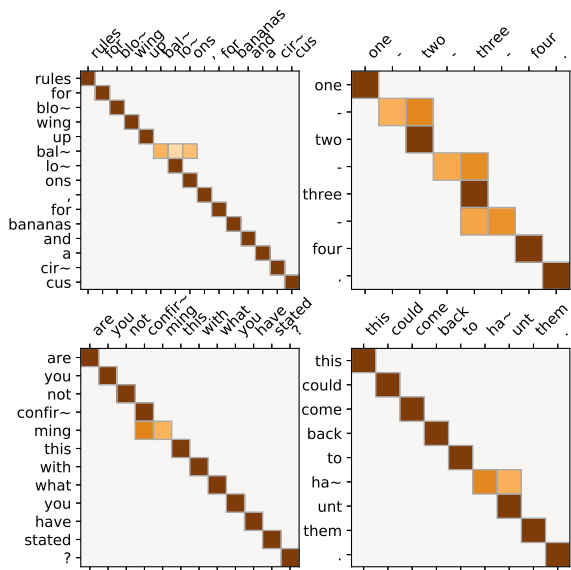 rules for blo~ wing up bal~ lo~ ons , for bananas and a cir~ cus
rules
for
blo~
wing
up
bal~
lo~
ons
,
for
bananas
and
a
cir~
cus
one - two - three - four .
one
-
two
-
three
-
four
.
are you not confir~ ming this with what you have stated ?
are
you
not
confir~
ming
this
with
what
you
have
stated
?
this could come back to ha~ unt them .
this
could
come
back
to
ha~
unt
them
.